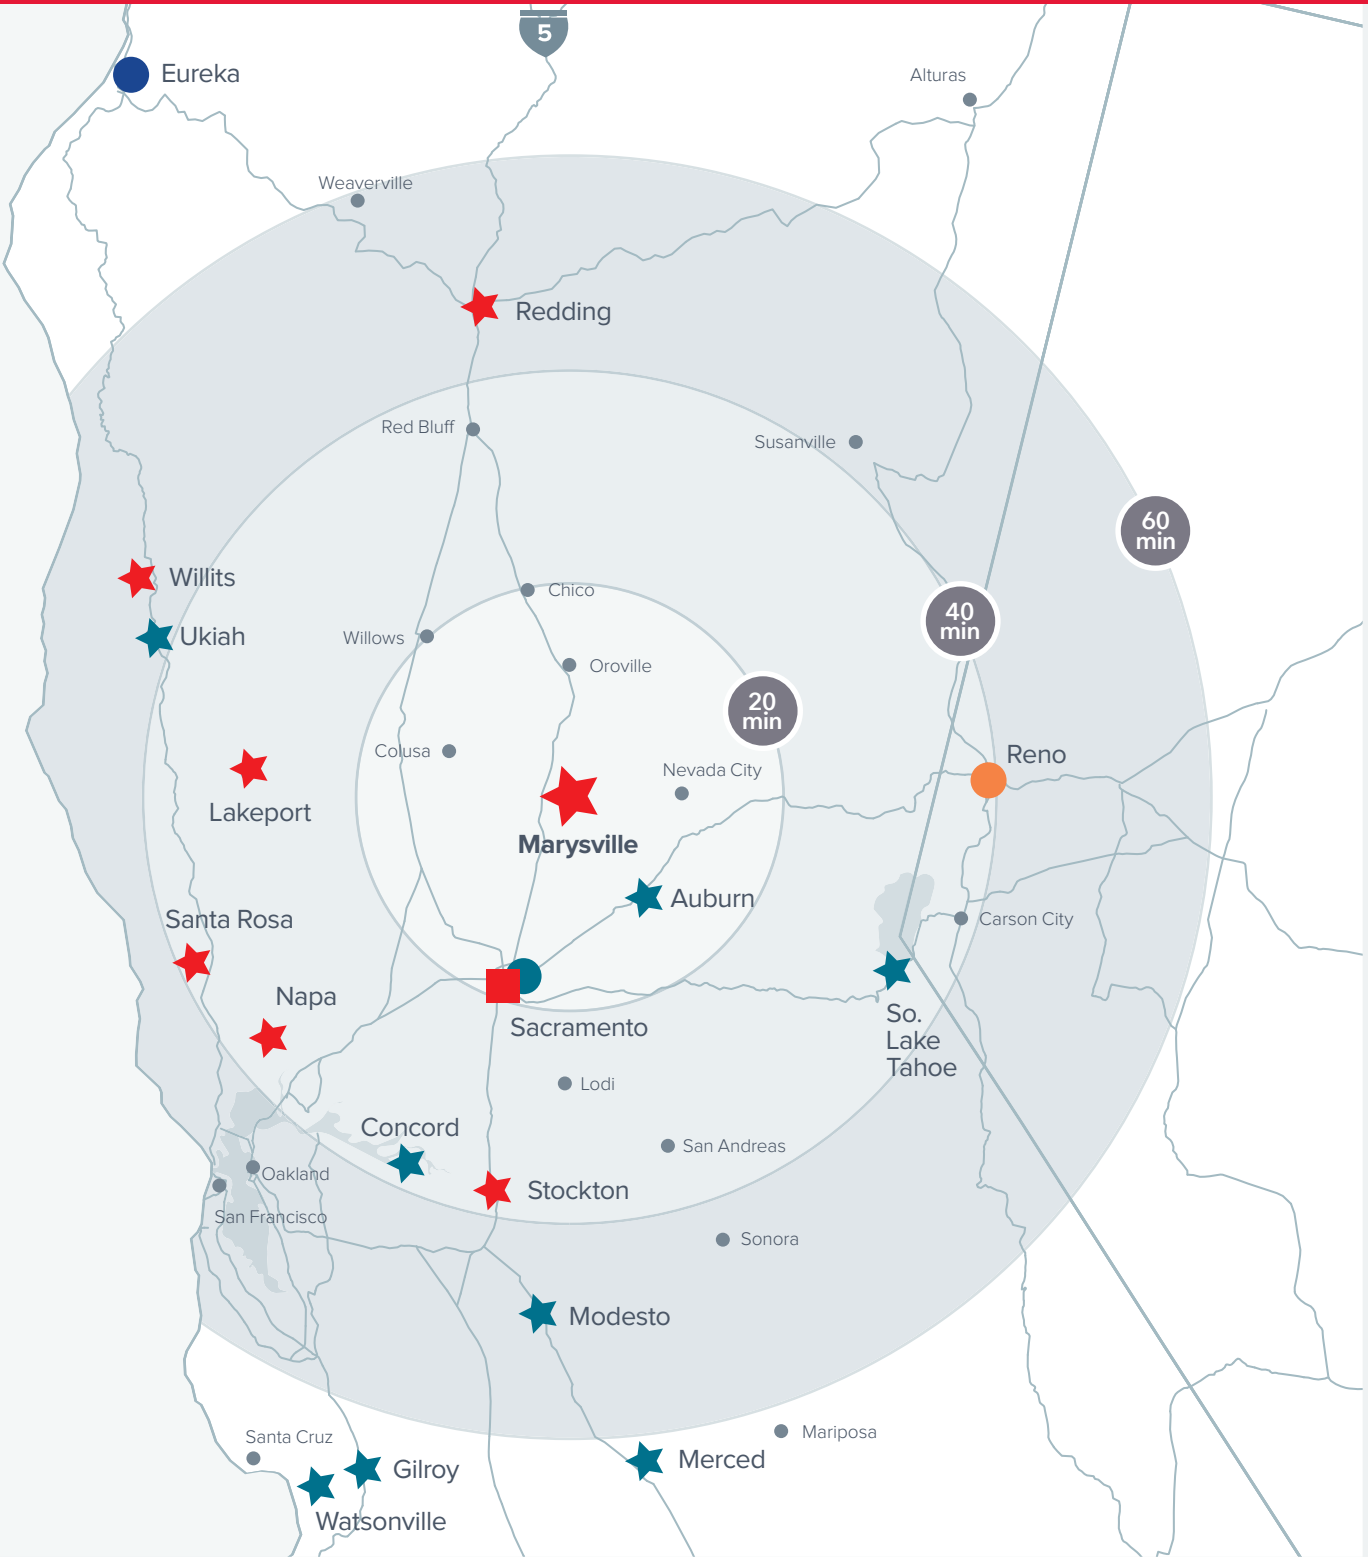 5
Eureka
Alturas
Weaverville
Redding
Red Bluff
Susanville
60
min
Willits
Chico
40
min
Ukiah
Willows
Oroville
20
min
Colusa
Reno
Nevada City
Lakeport
Marysville
Auburn
Santa Rosa
Carson City
Napa
Sacramento
So.
Lake
Tahoe
Lodi
Concord
San Andreas
Oakland
Stockton
San Francisco
Sonora
Modesto
Santa Cruz
Mariposa
Gilroy
Merced
Watsonville